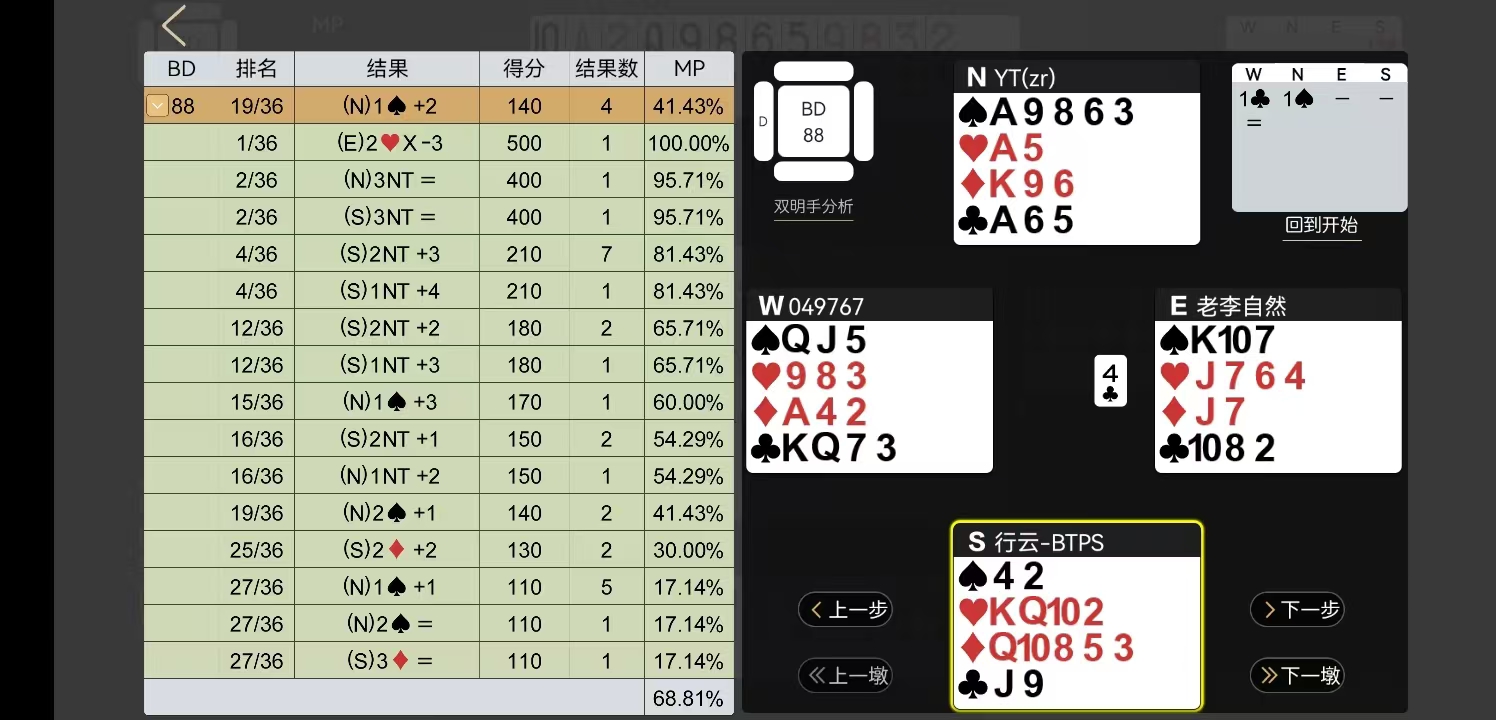 BD 排名 结果 得分 结果数 MP
88 19/36 (N)1♠ +2 140 4 41.43%
1/36 (E)2♥X -3 500 1 100.00%
2/36 (N)3NT = 400 1 95.71%
2/36 (S)3NT = 400 1 95.71%
4/36 (S)2NT +3 210 7 81.43%
4/36 (S)1NT +4 210 1 81.43%
12/36 (S)2NT +2 180 2 65.71%
12/36 (S)1NT +3 180 1 65.71%
15/36 (N)1♠ +3 170 1 60.00%
16/36 (S)2NT +1 150 2 54.29%
16/36 (N)1NT +2 150 1 54.29%
19/36 (N)2♠ +1 140 2 41.43%
25/36 (S)2♦ +2 130 2 30.00%
27/36 (N)1♠ +1 110 5 17.14%
27/36 (N)2♠ = 110 1 17.14%
27/36 (S)3♦ = 110 1 17.14%
68.81%
D
BD
88
双明手分析
N YT(zr)
♠A 9 8 6 3
♥A 5
♦K 9 6
♣A 6 5
W N E S
1♣ 1♠ – –
=
回到开始
W 049767
♠Q J 5
♥9 8 3
♦A 4 2
♣K Q 7 3
4
♣
E 老李自然
♠K 10 7
♥J 7 6 4
♦J 7
♣10 8 2
S 行云-BTPS
♠4 2
♥K Q 10 2
♦Q 10 8 5 3
♣J 9
上一步
下一步
上一墩
下一墩